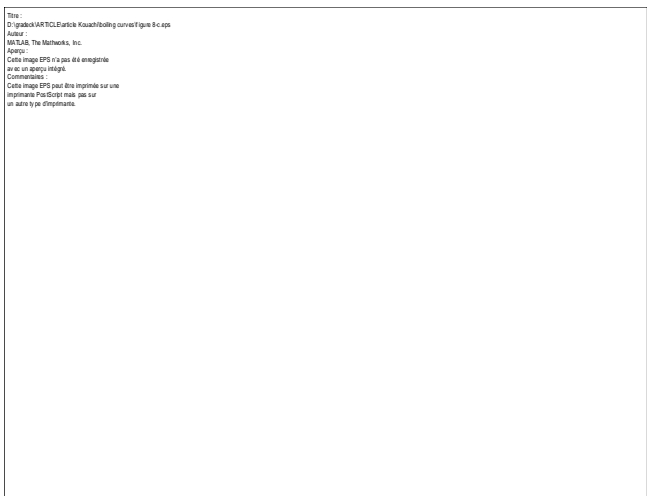 Titre :
D:\gradeck\ARTICLE\article Kouachi\boiling curves\figure 8-c.eps
Auteur :
MATLAB, The Mathworks, Inc.
Aperçu :
Cette image EPS n'a pas été enregistrée
avec un aperçu intégré.
Commentaires :
Cette image EPS peut être imprimée sur une
imprimante PostScript mais pas sur
un autre type d'imprimante.